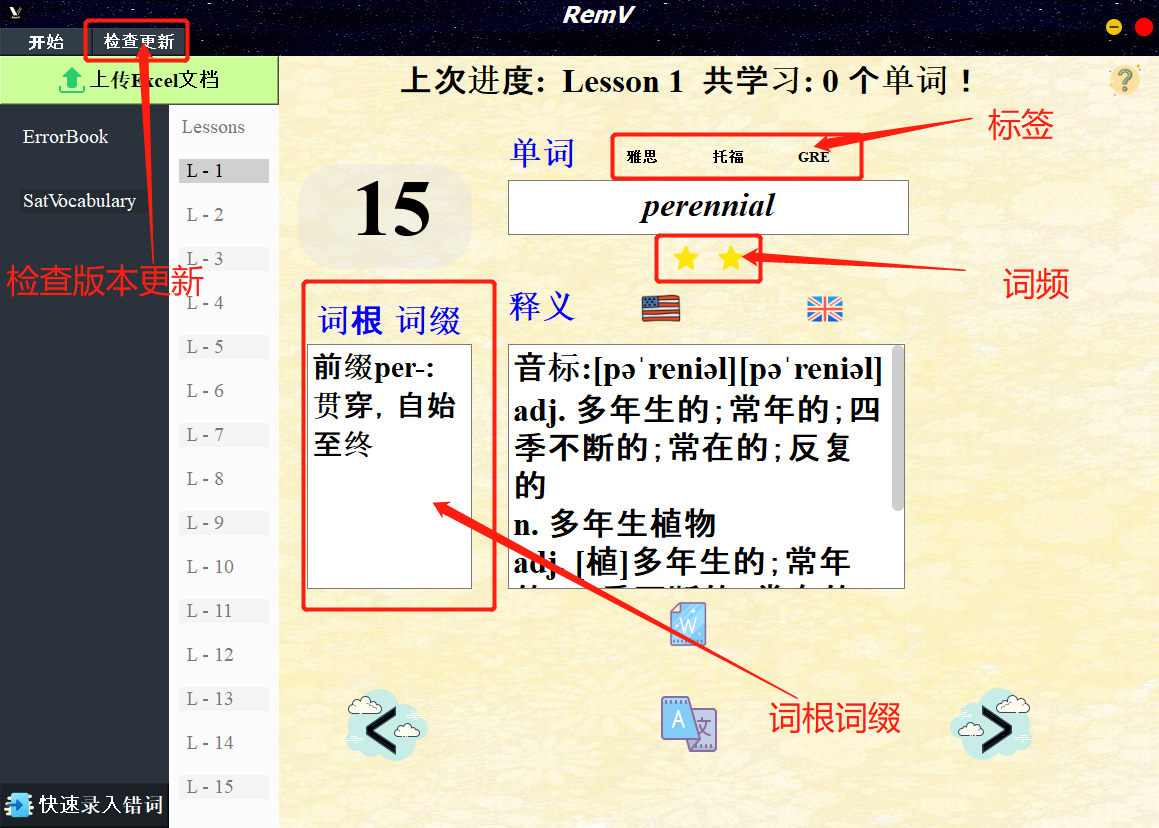 RemV
开始 检查更新
上传Excel文档
上次进度: Lesson 1 共学习: 0 个单词！
ErrorBook
SatVocabulary
检查版本更新
Lessons
L - 1
L - 2
L - 3
L - 4
L - 5
L - 6
L - 7
L - 8
L - 9
L - 10
L - 11
L - 12
L - 13
L - 14
L - 15
快速录入错词
15
单词
雅思 托福 GRE
标签
perennial
词频
词根 词缀
前缀per-:
贯穿, 自始
至终
释义
音标:[pəˈreniəl][pəˈreniəl]
adj. 多年生的;常年的;四
季不断的;常在的;反复
的
n. 多年生植物
adj. [植]多年生的;常年
W
A 文
词根词缀
<
>
?